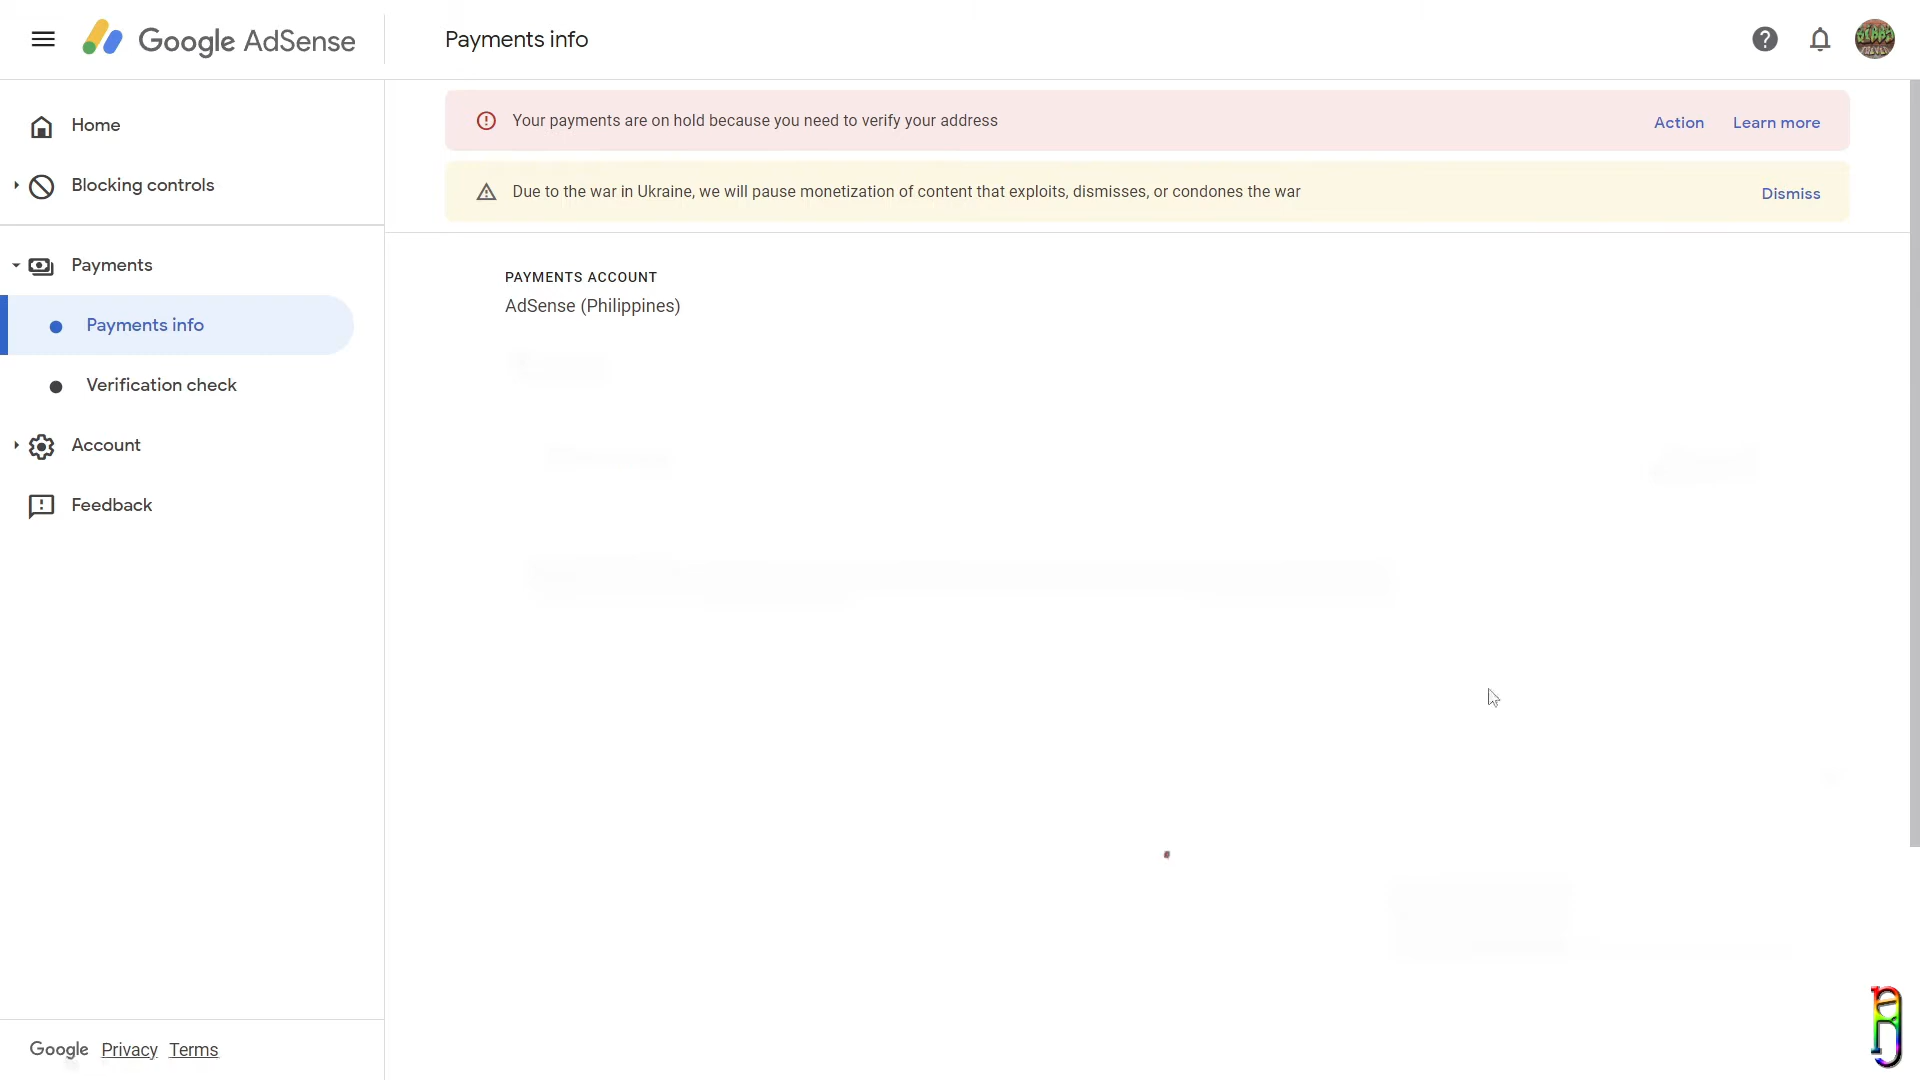 Google AdSense
Payments info
Your payments are on hold because you need to verify your address
Action
Learn more
Due to the war in Ukraine, we will pause monetization of content that exploits, dismisses, or condones the war
Dismiss
Home
Blocking controls
Payments
Payments info
Verification check
Account
Feedback
PAYMENTS ACCOUNT
AdSense (Philippines)
Google Privacy Terms